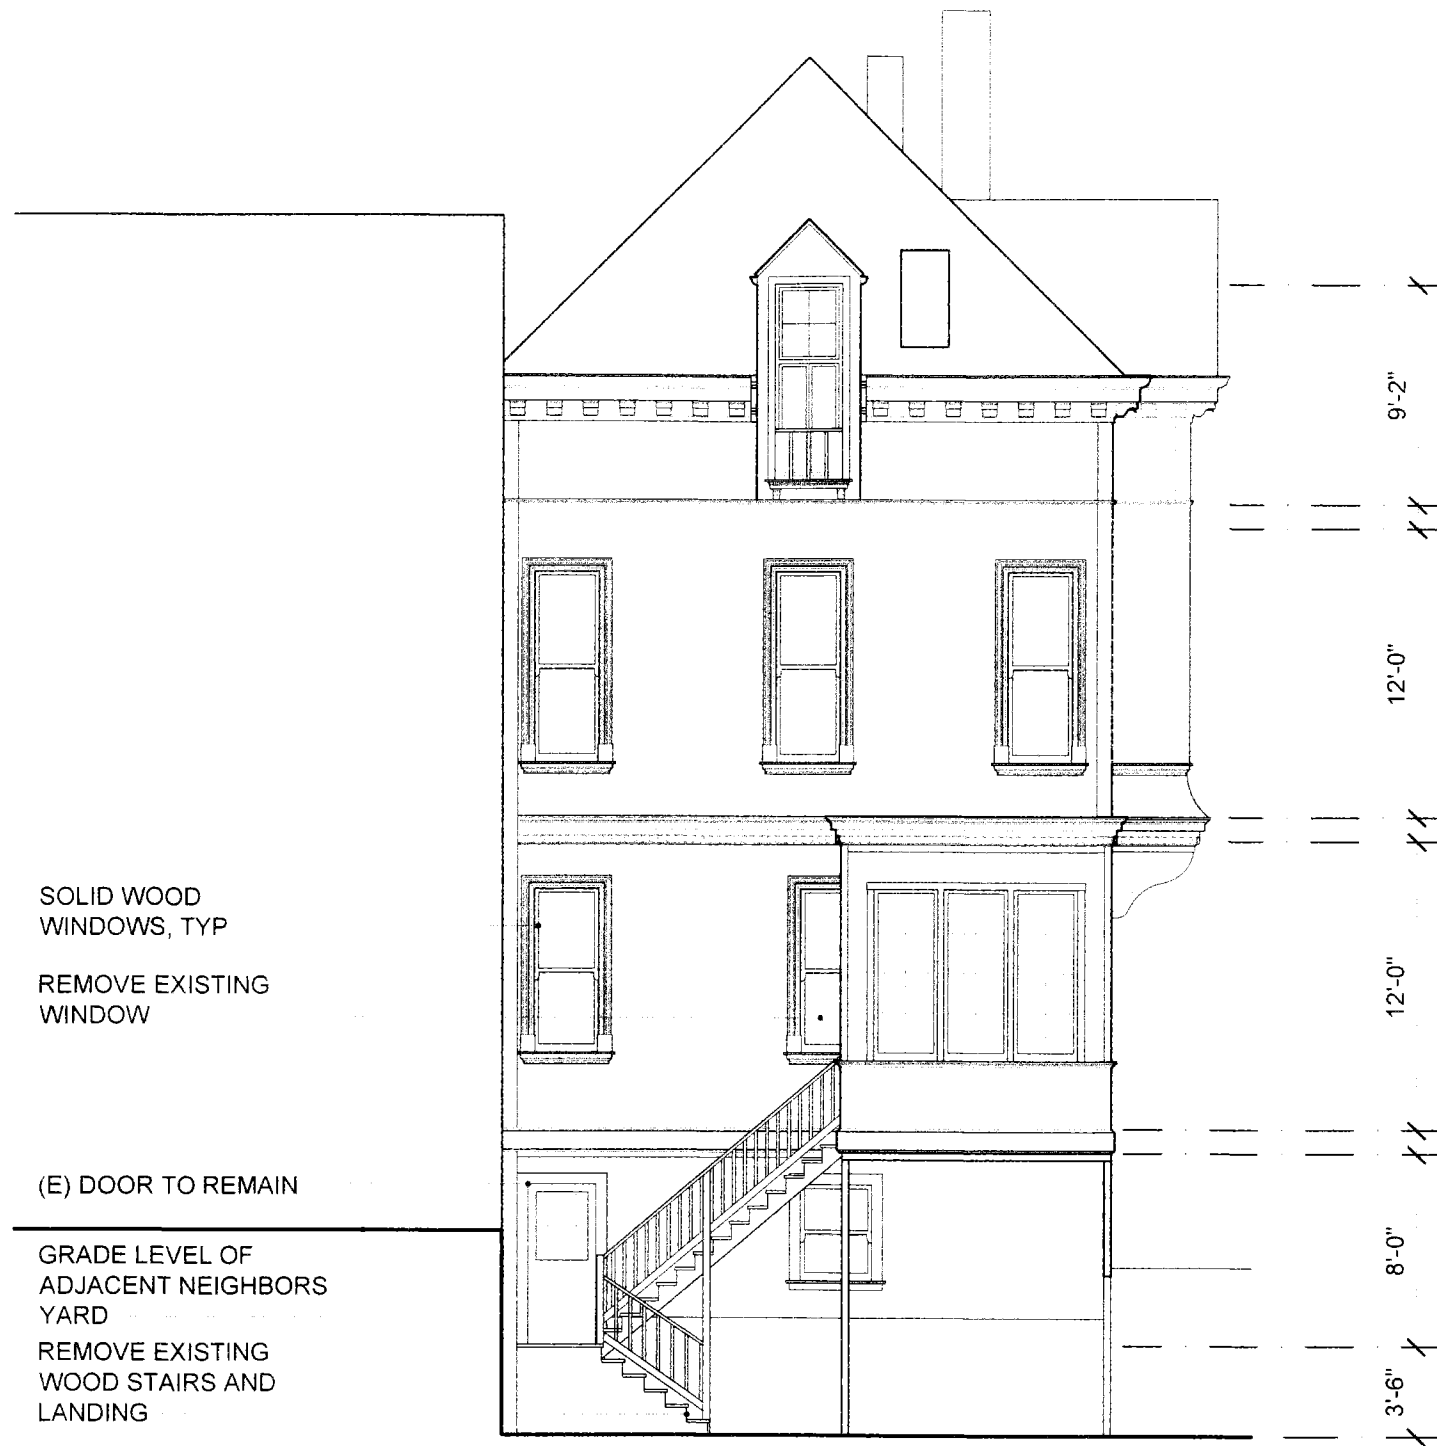 9'-2"
12'-0"
SOLID WOOD
WINDOWS, TYP
REMOVE EXISTING
WINDOW
12'-0"
(E) DOOR TO REMAIN
GRADE LEVEL OF
ADJACENT NEIGHBORS
YARD
8'-0"
REMOVE EXISTING
WOOD STAIRS AND
LANDING
3'-6"